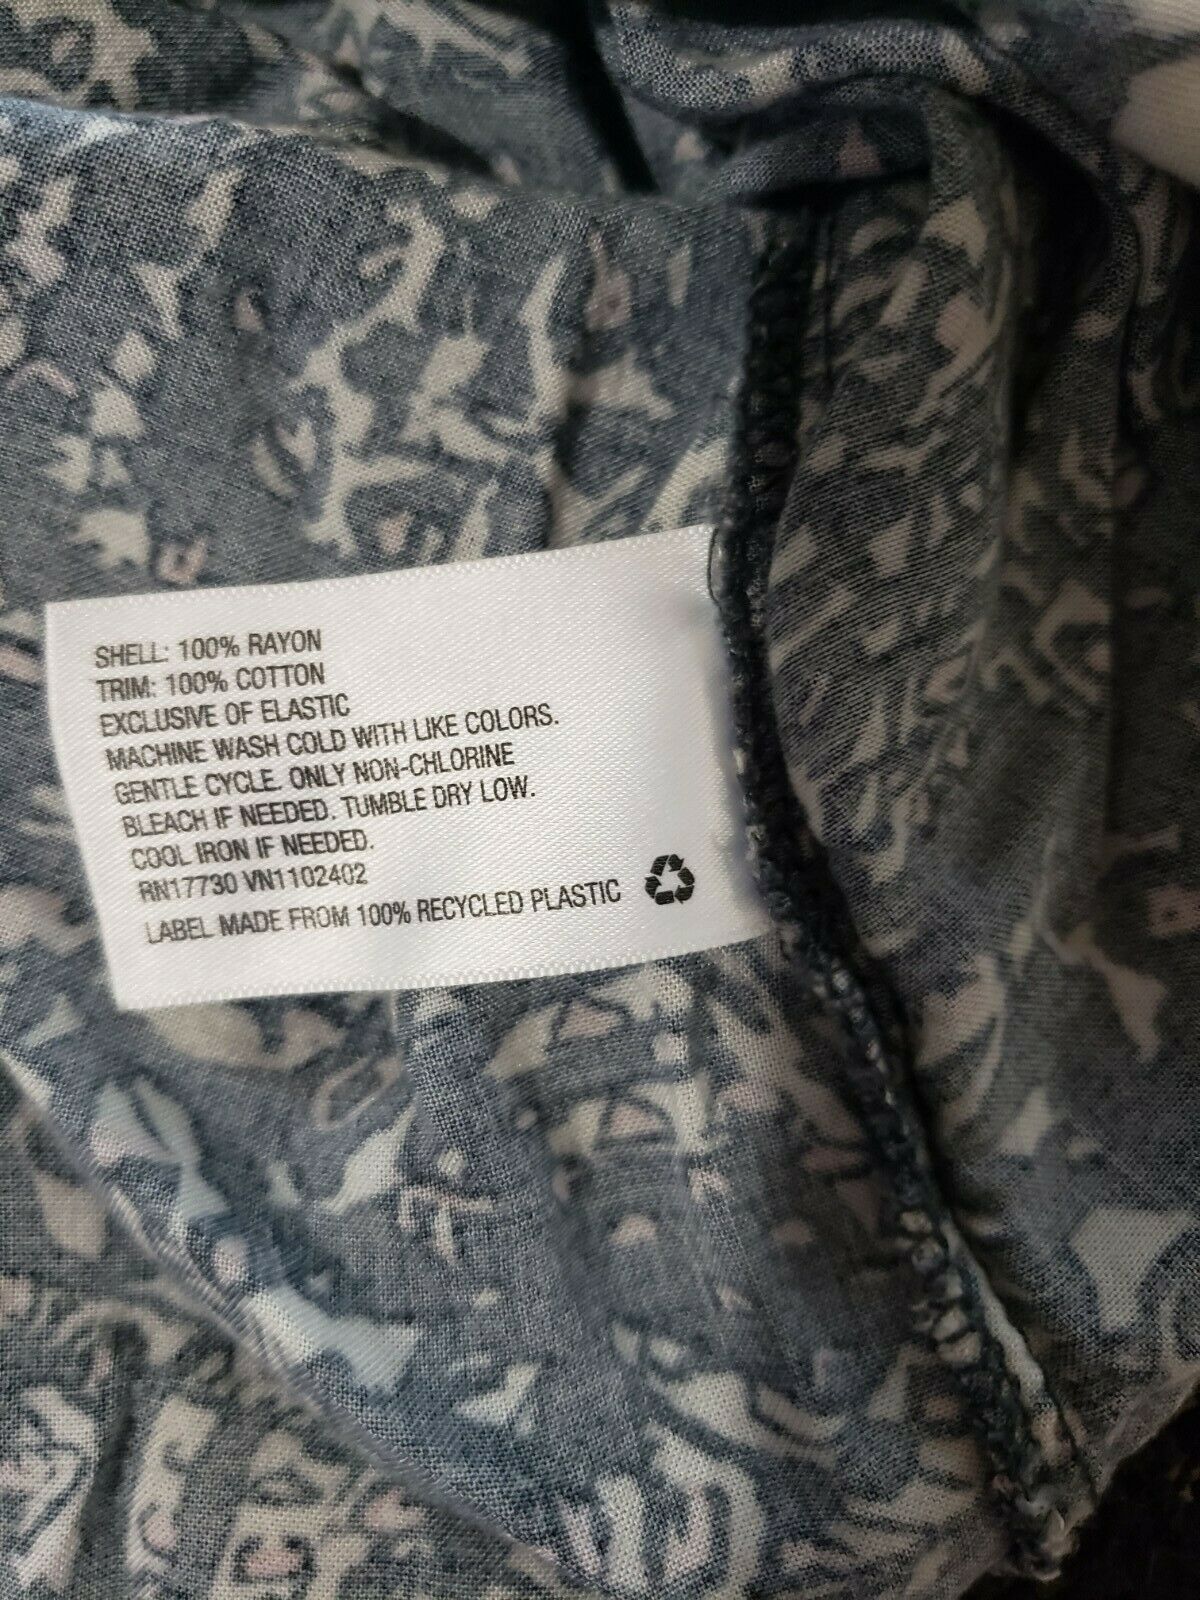 SHELL: 100% RAYON
TRIM: 100% COTTON
EXCLUSIVE OF ELASTIC
MACHINE WASH COLD WITH LIKE COLORS.
GENTLE CYCLE. ONLY NON-CHLORINE
BLEACH IF NEEDED. TUMBLE DRY LOW.
COOL IRON IF NEEDED.
RN17730 VN1102402
LABEL MADE FROM 100% RECYCLED PLASTIC